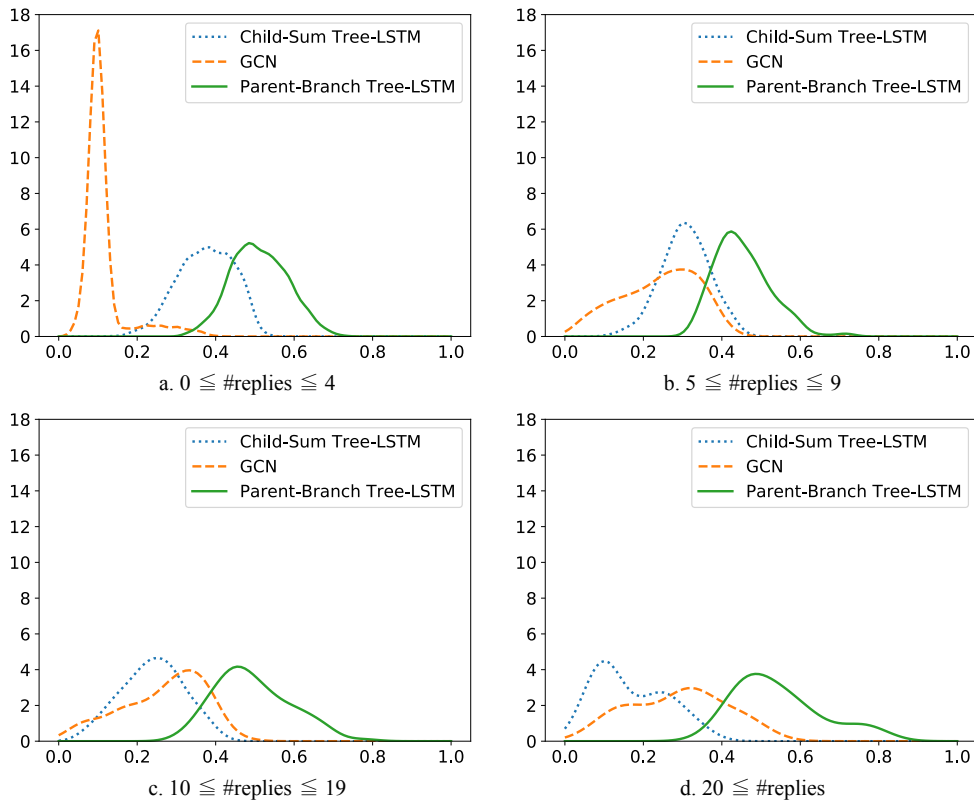 18
16
14
12
10
8
6
4
2
0
0.0 0.2 0.4 0.6 0.8 1.0
Child-Sum Tree-LSTM
GCN
Parent-Branch Tree-LSTM
a. 0 ≦ #replies ≦ 4
18
16
14
12
10
8
6
4
2
0
0.0 0.2 0.4 0.6 0.8 1.0
Child-Sum Tree-LSTM
GCN
Parent-Branch Tree-LSTM
b. 5 ≦ #replies ≦ 9
18
16
14
12
10
8
6
4
2
0
0.0 0.2 0.4 0.6 0.8 1.0
Child-Sum Tree-LSTM
GCN
Parent-Branch Tree-LSTM
c. 10 ≦ #replies ≦ 19
18
16
14
12
10
8
6
4
2
0
0.0 0.2 0.4 0.6 0.8 1.0
Child-Sum Tree-LSTM
GCN
Parent-Branch Tree-LSTM
d. 20 ≦ #replies